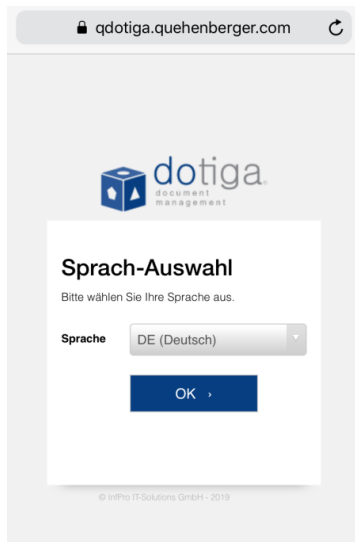 qdotiga.quehenberger.com
dotiga
document
management
Sprach-Auswahl
Bitte wählen Sie Ihre Sprache aus.
Sprache DE (Deutsch)
OK ›
© InfPro IT-Solutions GmbH - 2019